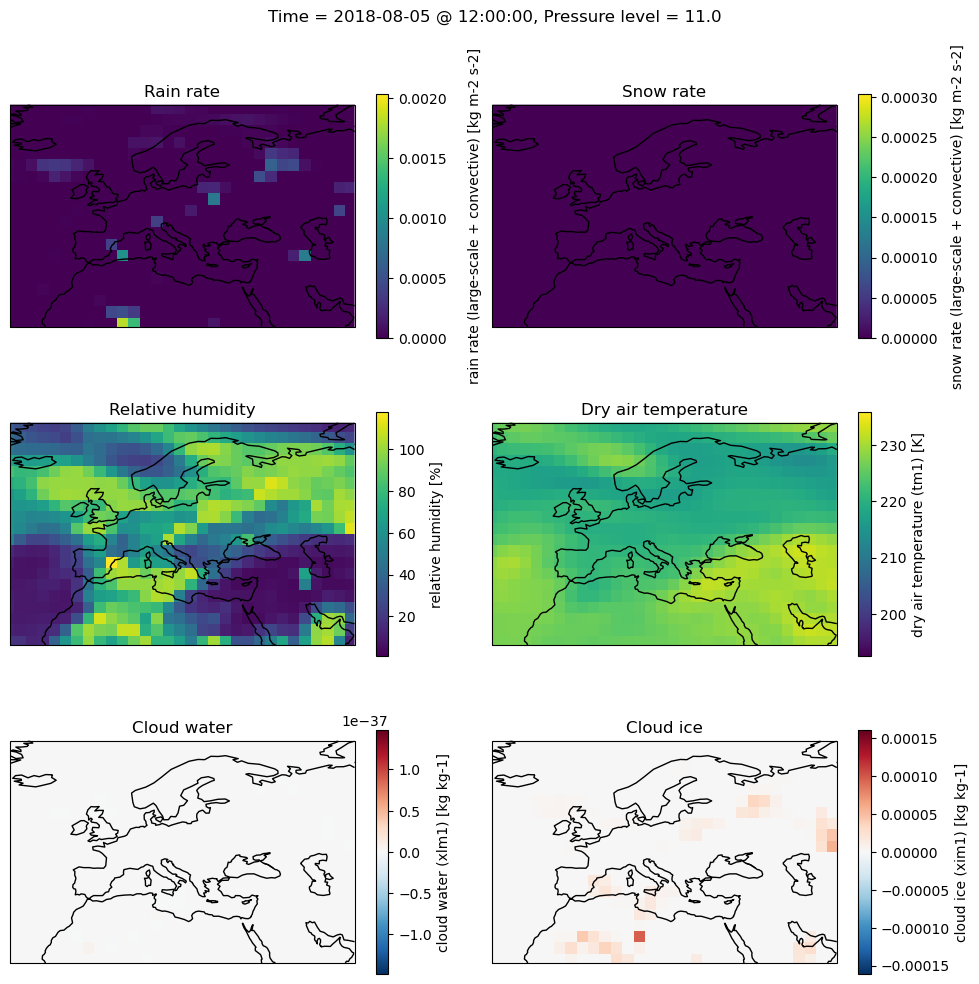 Time = 2018-08-05 @ 12:00:00, Pressure level = 11.0
Rain rate
0.0020
0.0015
0.0010
0.0005
0.0000
rain rate (large-scale + convective) [kg m-2 s-2]
Snow rate
0.00030
0.00025
0.00020
0.00015
0.00010
0.00005
0.00000
snow rate (large-scale + convective) [kg m-2 s-2]
Relative humidity
100
80
60
40
20
relative humidity [%]
Dry air temperature
230
220
210
200
dry air temperature (tm1) [K]
Cloud water
1e−37
1.0
0.5
0.0
−0.5
−1.0
cloud water (xlm1) [kg kg-1]
Cloud ice
0.00015
0.00010
0.00005
0.00000
−0.00005
−0.00010
−0.00015
cloud ice (xim1) [kg kg-1]